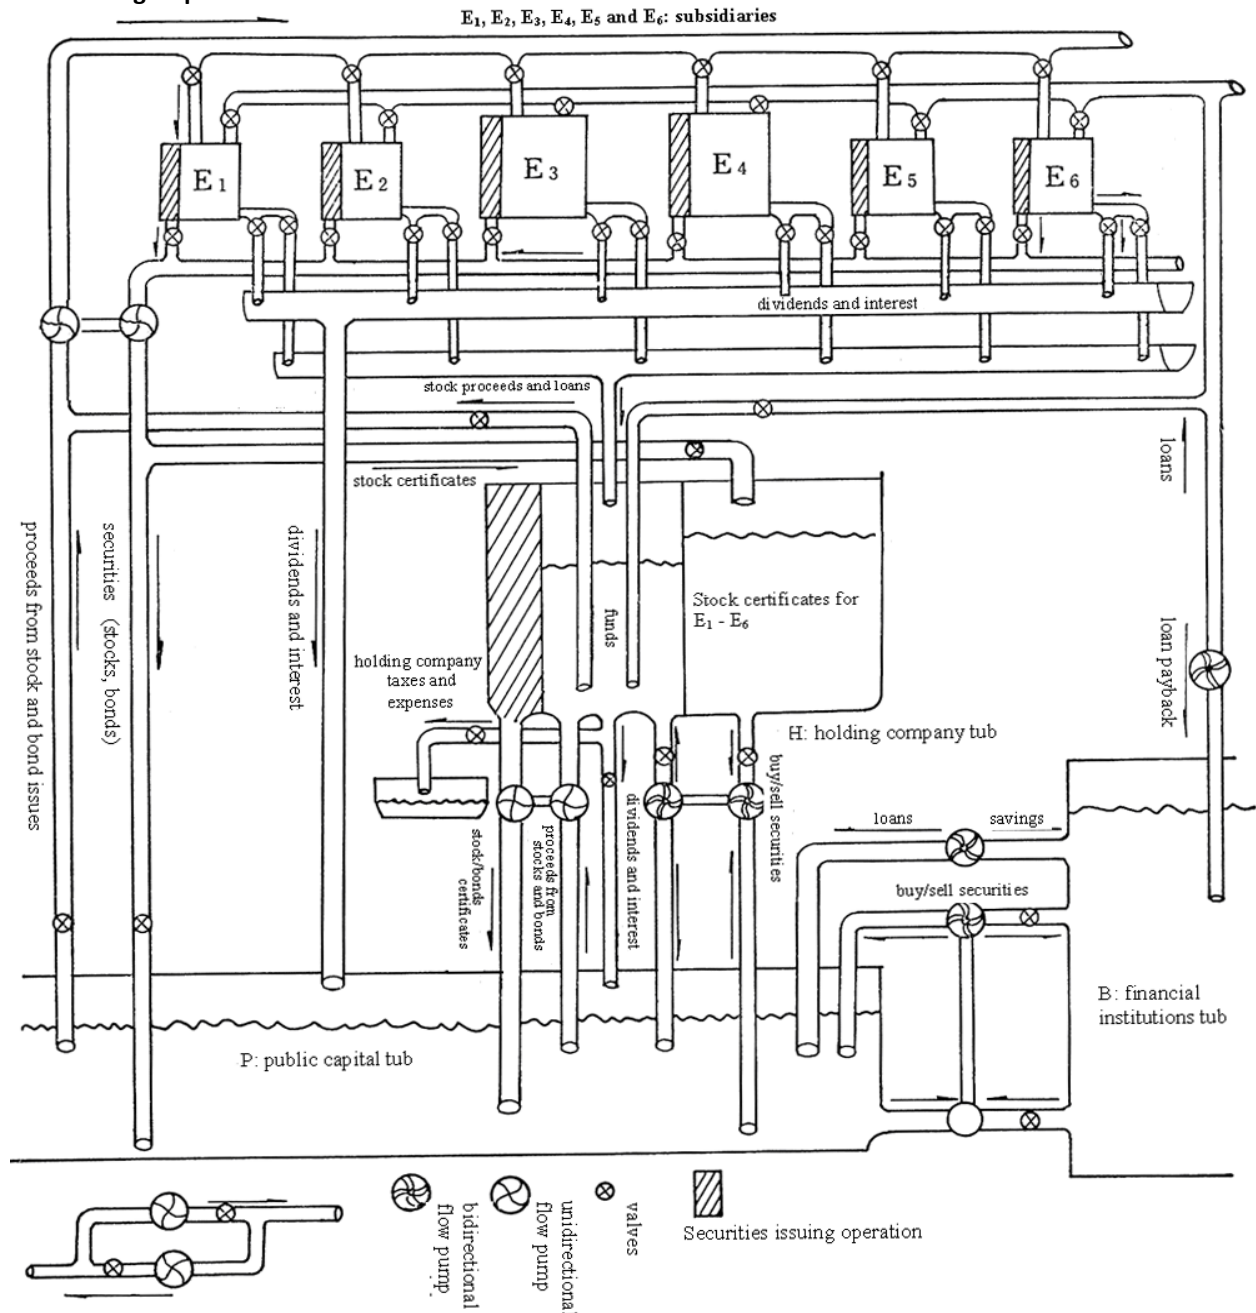 E₁, E₂, E₃, E₄, E₅ and E₆: subsidiaries
E₁
E₂
E₃
E₄
E₅
E₆
dividends and interest
stock proceeds and loans
stock certificates
loans
proceeds from stock and bond issues
securities (stocks, bonds)
dividends and interest
funds
Stock certificates for
E₁ - E₆
loan payback
holding company
taxes and
expenses
H: holding company tub
buy/sell securities
stock/bonds
certificates
proceeds from
stocks and bonds
dividends and interest
loans
savings
buy/sell securities
B: financial
institutions tub
P: public capital tub
bidirectional
flow pump
unidirectional
flow pump
valves
Securities issuing operation